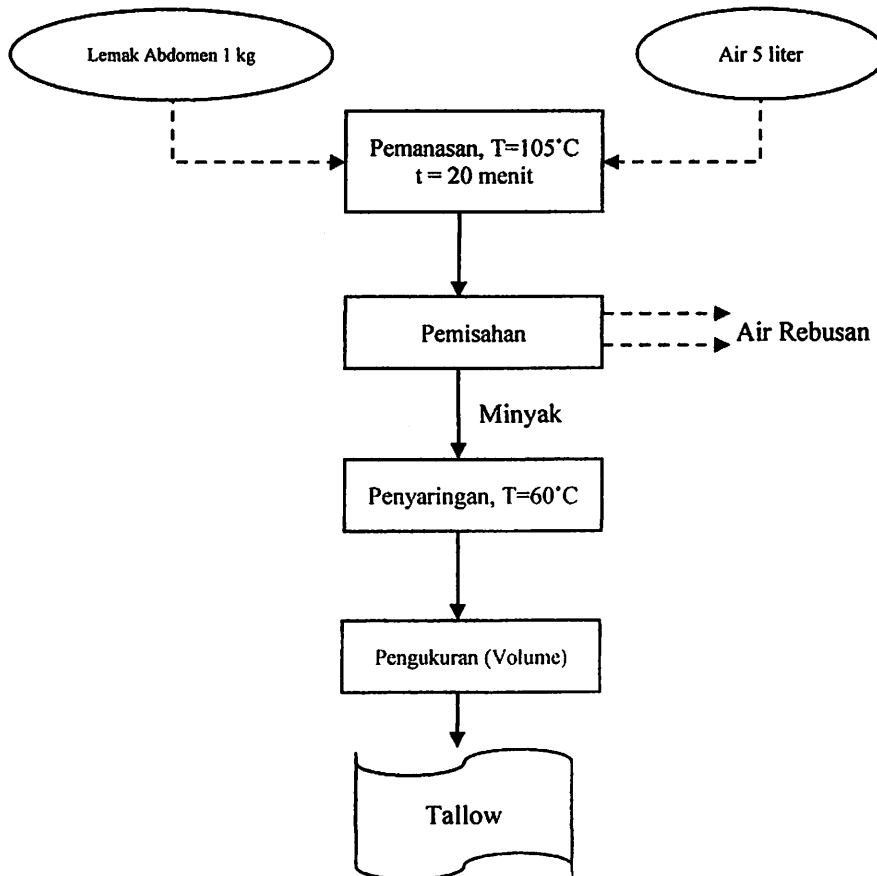 Lemak Abdomen 1 kg
Air 5 liter
Pemanasan, T=105°C
t = 20 menit
Pemisahan
Air Rebusan
Minyak
Penyaringan, T=60°C
Pengukuran (Volume)
Tallow